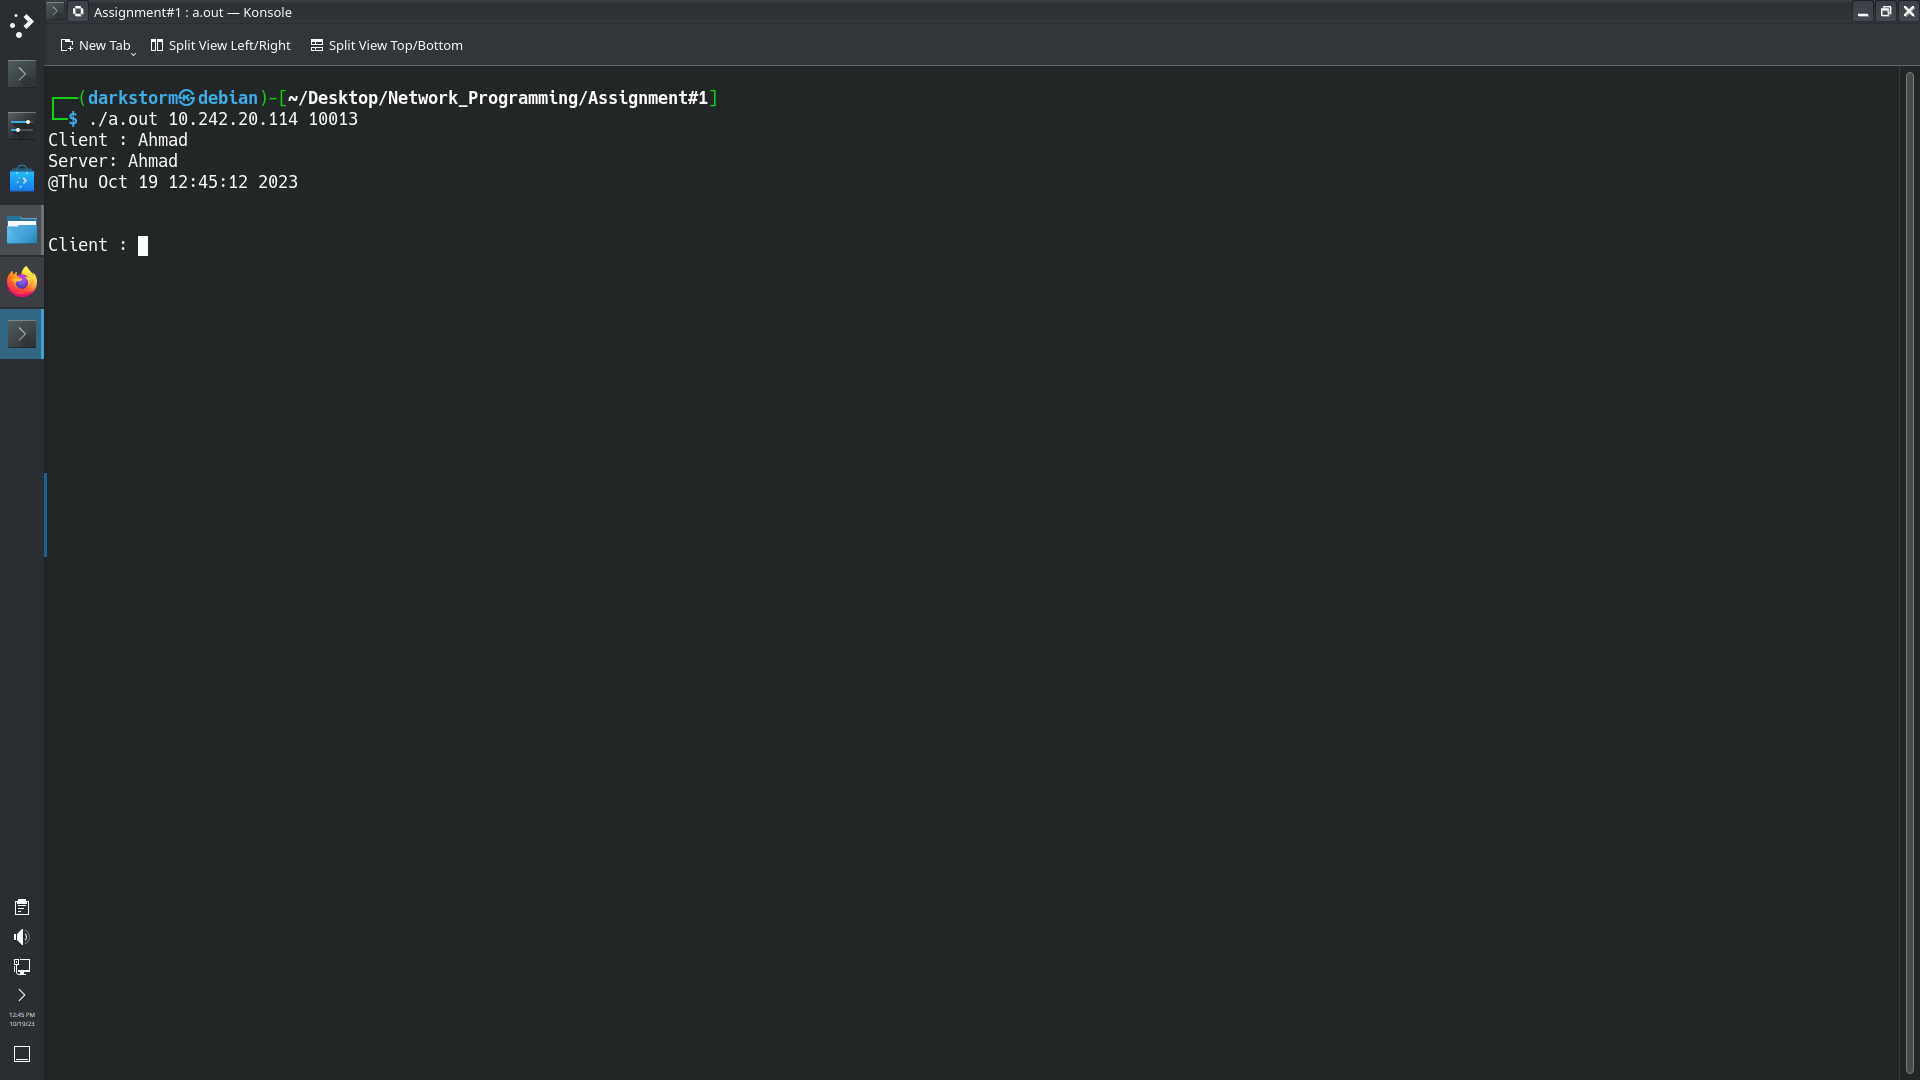 Assignment#1 : a.out — Konsole
New Tab Split View Left/Right Split View Top/Bottom
┌──(darkstorm㉿debian)-[~/Desktop/Network_Programming/Assignment#1]
└─$ ./a.out 10.242.20.114 10013
Client : Ahmad
Server: Ahmad
@Thu Oct 19 12:45:12 2023
Client :
12:45 PM
10/19/23